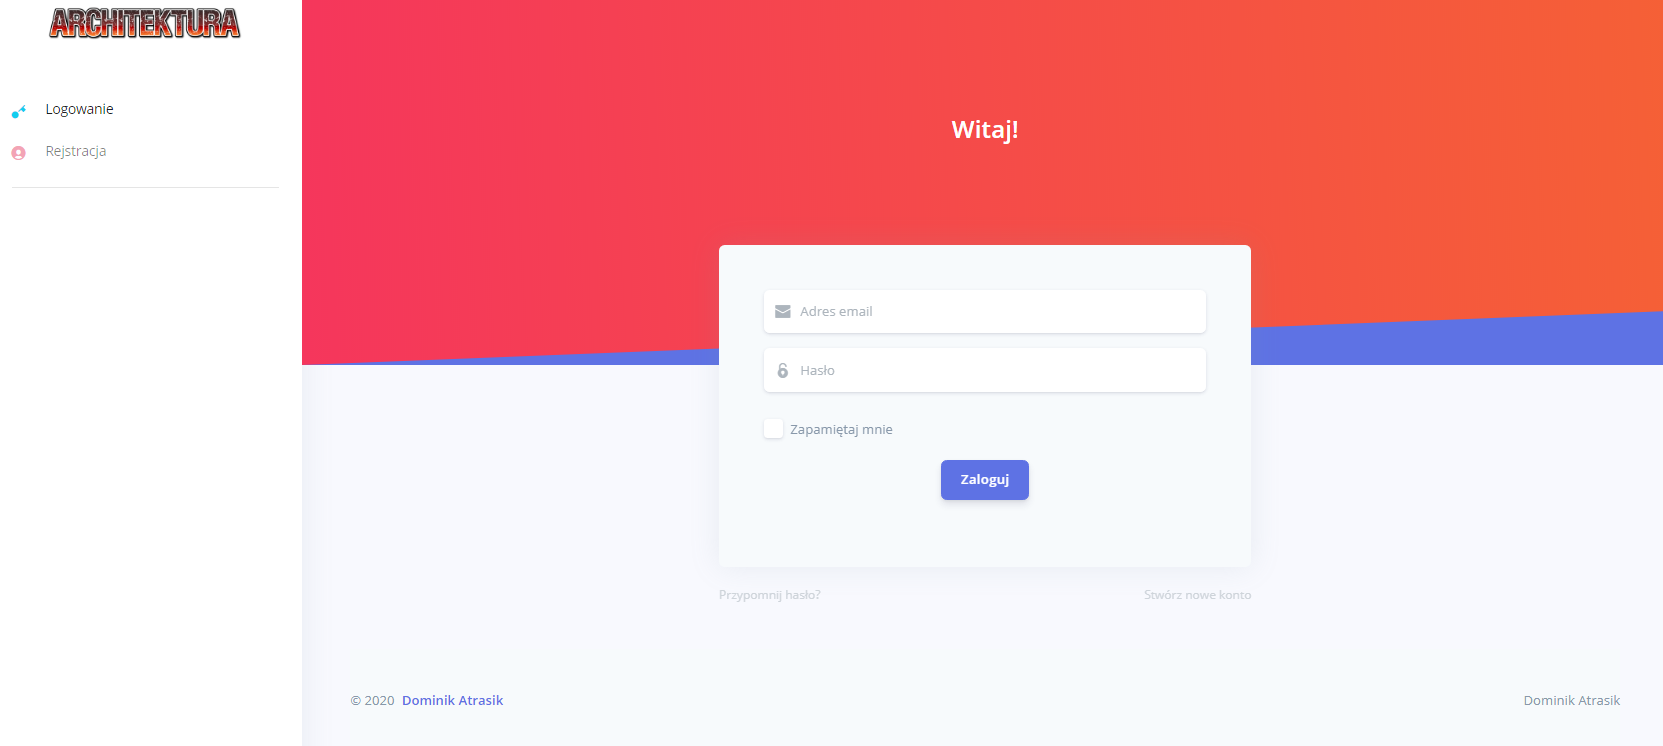 ARCHITEKTURA
Logowanie
Rejstracja
Witaj!
Adres email
Hasło
Zapamiętaj mnie
Zaloguj
Przypomnij hasło?
Stwórz nowe konto
© 2020 Dominik Atrasik
Dominik Atrasik